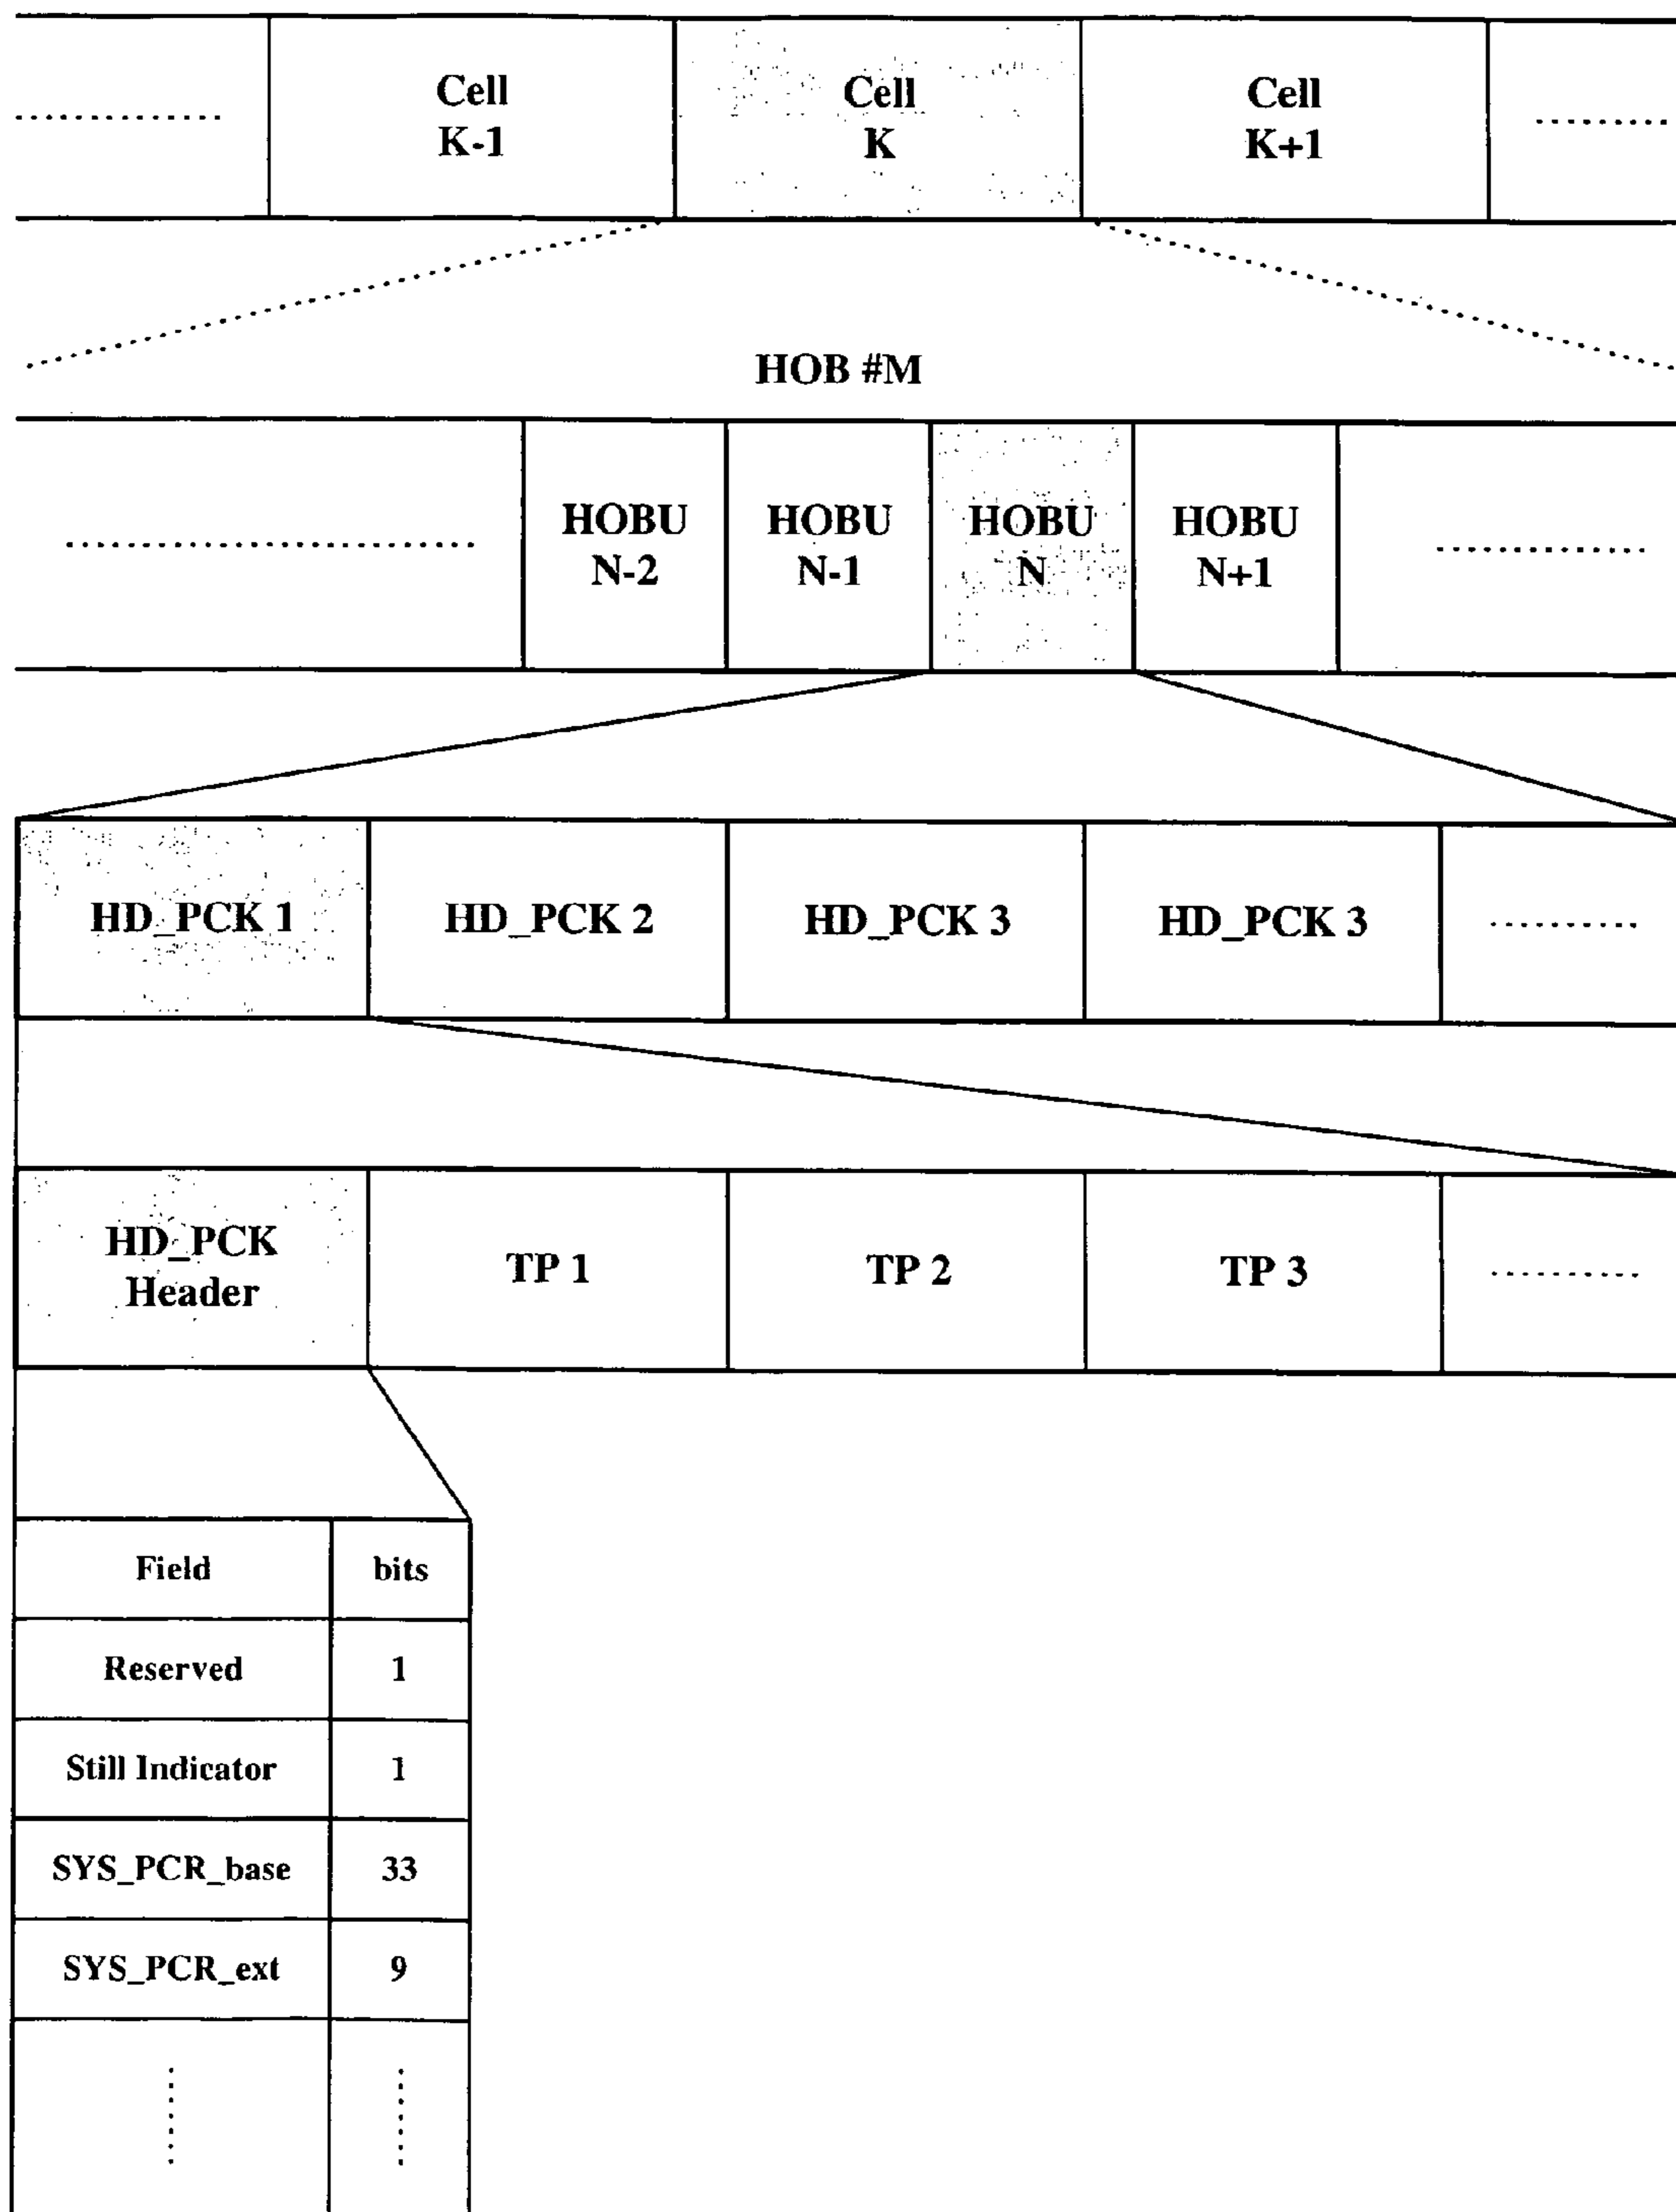 Cell
K-1
Cell
K
Cell
K+1
HOB #M
HOBU
N-2
HOBU
N-1
HOBU
N
HOBU
N+1
HD_PCK 1
HD_PCK 2
HD_PCK 3
HD_PCK 3
HD_PCK
Header
TP 1
TP 2
TP 3
Field bits
Reserved 1
Still Indicator 1
SYS_PCR_base 33
SYS_PCR_ext 9